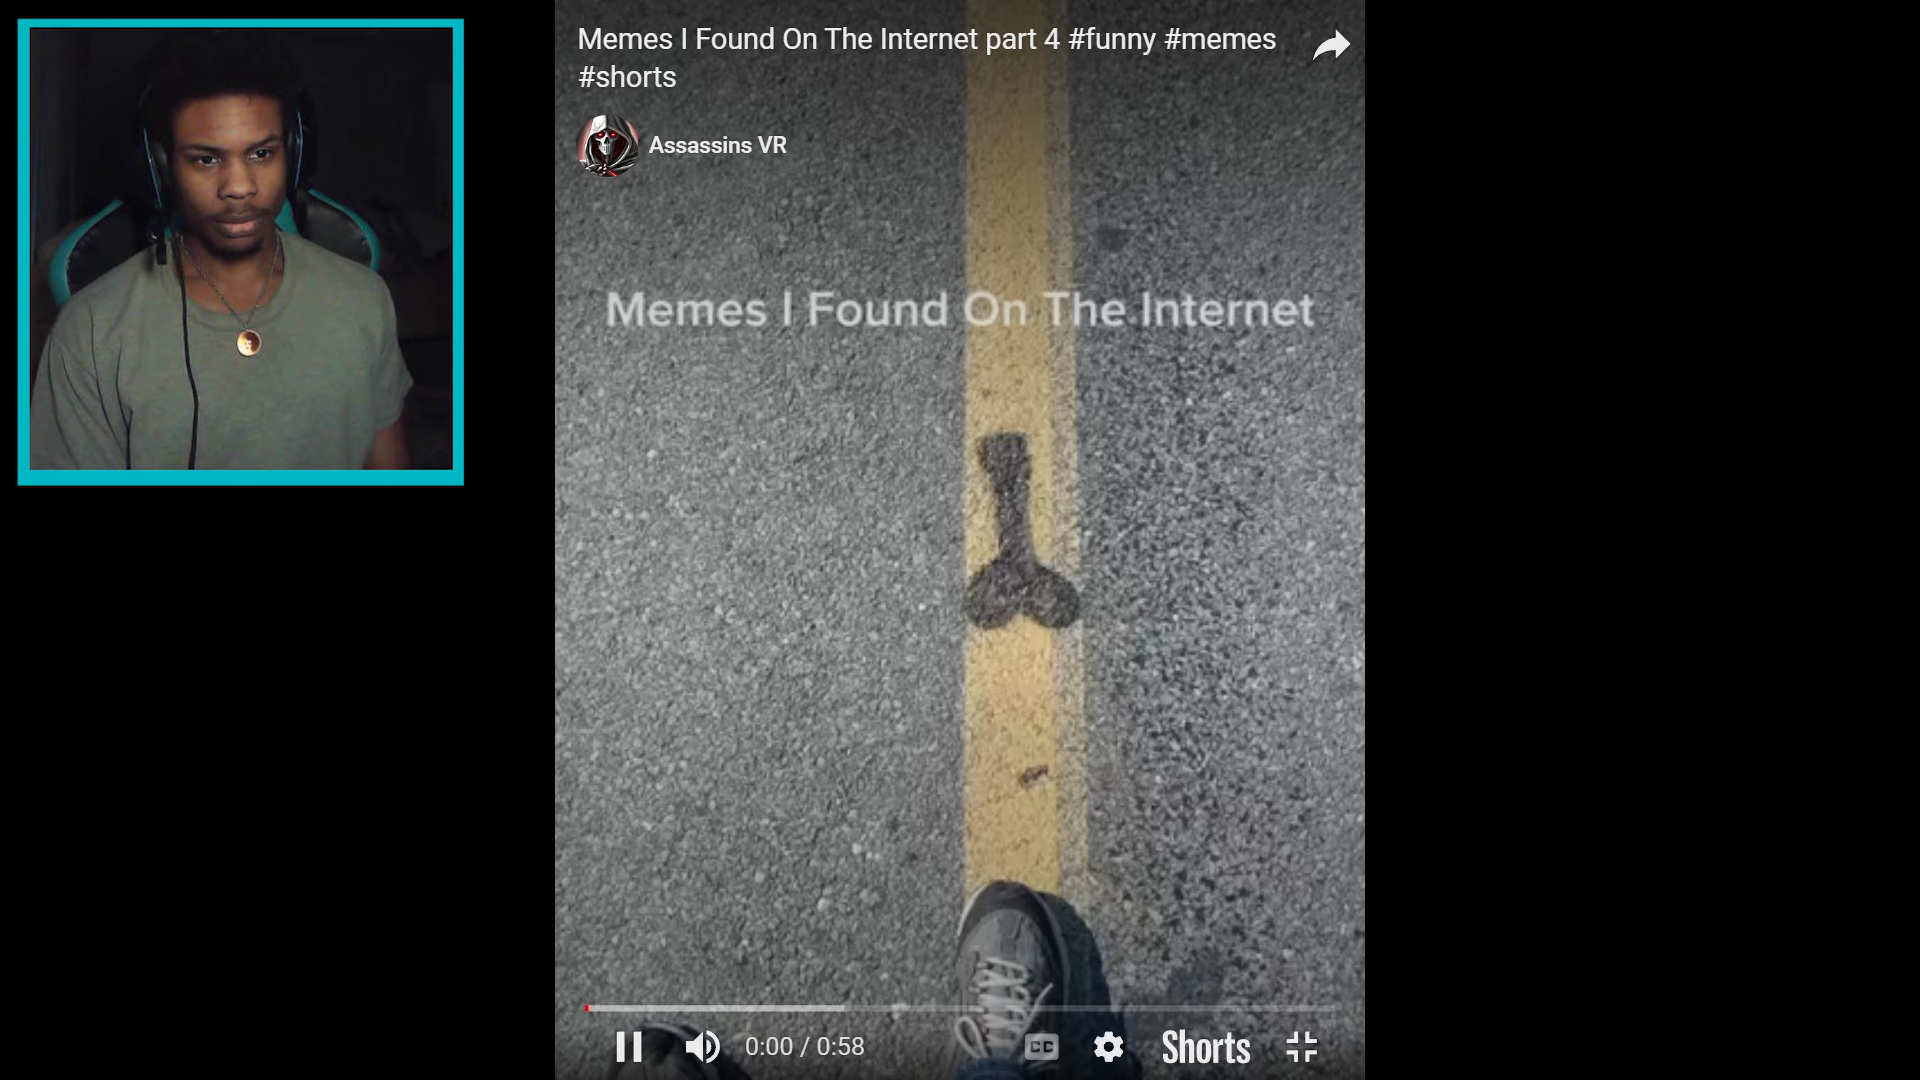 Memes I Found On The Internet part 4 #funny #memes
#shorts
Assassins VR
Memes I Found On The Internet
0:00 / 0:58
CC
Shorts